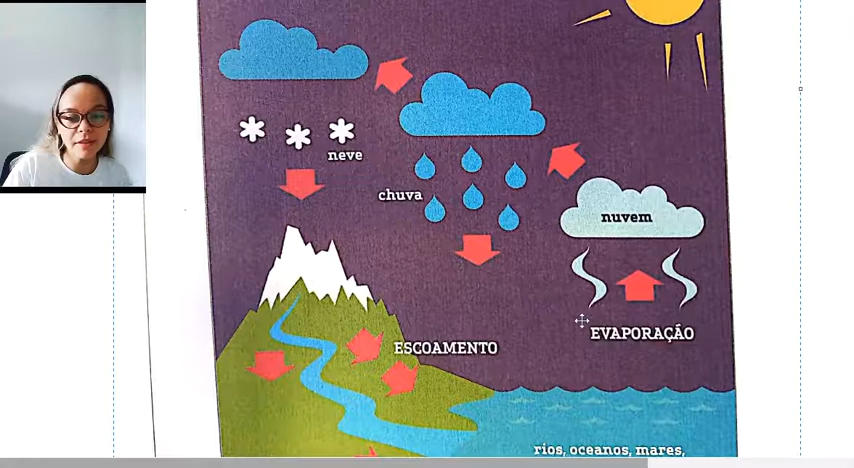 neve
chuva
nuvem
EVAPORAÇÃO
ESCOAMENTO
rios, oceanos, mares,